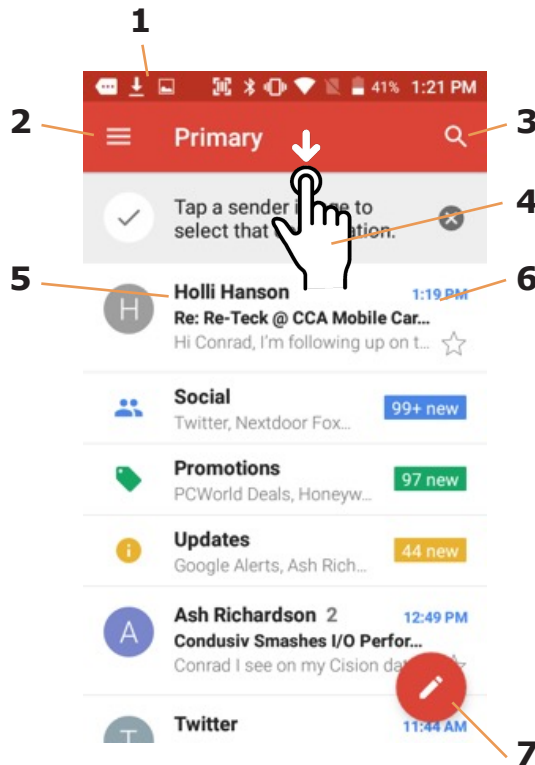 1
41% 1:21 PM
2
Primary
3
Tap a sender to
select that ation.
4
5
H
Holli Hanson
1:19 PM
6
Re: Re-Teck @ CCA Mobile Car...
Hi Conrad, I'm following up on t...
Social
99+ new
Twitter, Nextdoor Fox...
Promotions
97 new
PCWorld Deals, Honeyw...
Updates
44 new
Google Alerts, Ash Rich...
A
Ash Richardson 2
12:49 PM
Condusiv Smashes I/O Perfor...
Conrad I see on my Cision da
T
Twitter
11:44 AM
7